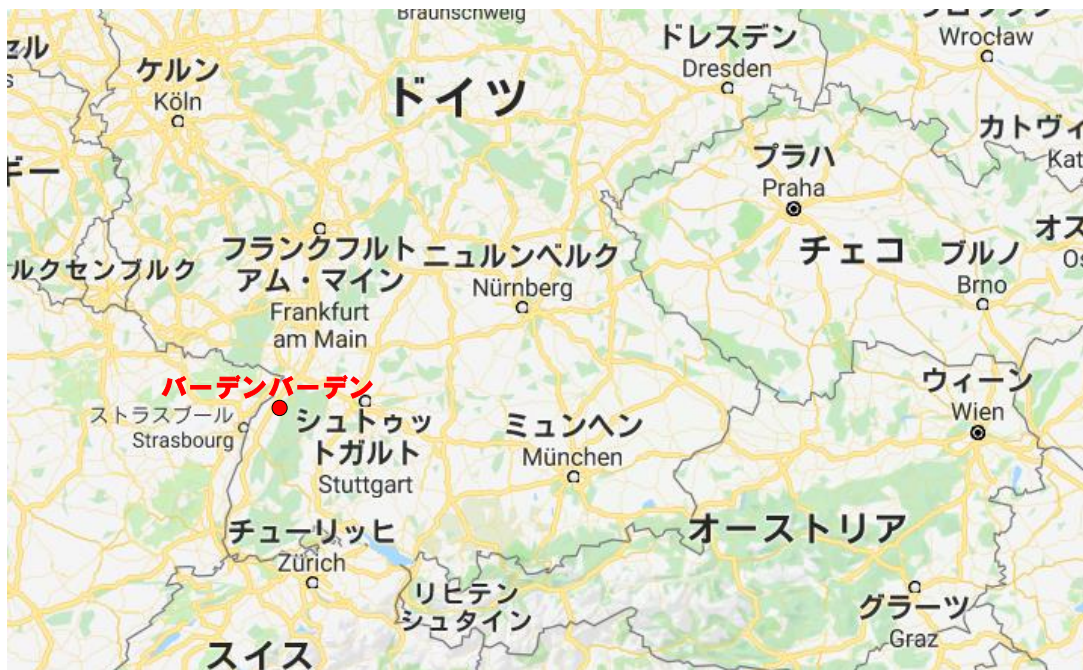 Braunschweig
ドレスデン
Dresden
Wrocław
ケルン
Köln
ドイツ
カトヴィ
Kat
プラハ
Praha
ギー
フランクフルト
アム・マイン
Frankfurt
am Main
ニュルンベルク
Nürnberg
チェコ
ブルノ
Brno
オス
Os
ルクセンブルク
バーデンバーデン
ストラスブール
Strasbourg
シュトゥッ
トガルト
Stuttgart
ミュンヘン
München
ウィーン
Wien
チューリッヒ
Zürich
オーストリア
リヒテン
シュタイン
グラーツ
Graz
スイス